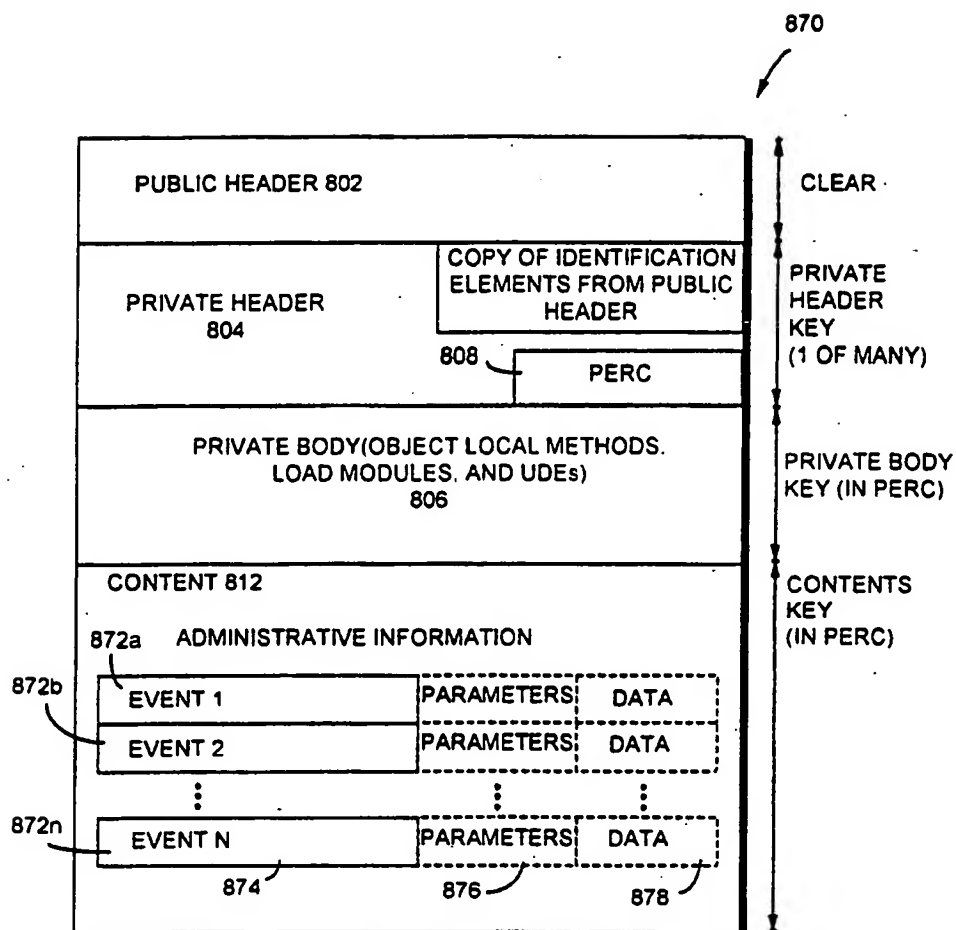 870
PUBLIC HEADER 802
CLEAR
PRIVATE HEADER
804
COPY OF IDENTIFICATION
ELEMENTS FROM PUBLIC
HEADER
808
PERC
PRIVATE
HEADER
KEY
(1 OF MANY)
PRIVATE BODY(OBJECT LOCAL METHODS.
LOAD MODULES, AND UDEs)
806
PRIVATE BODY
KEY (IN PERC)
CONTENT 812
CONTENTS
KEY
(IN PERC)
ADMINISTRATIVE INFORMATION
872a
872b
EVENT 1
PARAMETERS
DATA
EVENT 2
PARAMETERS
DATA
872n
EVENT N
PARAMETERS
DATA
874
876
878